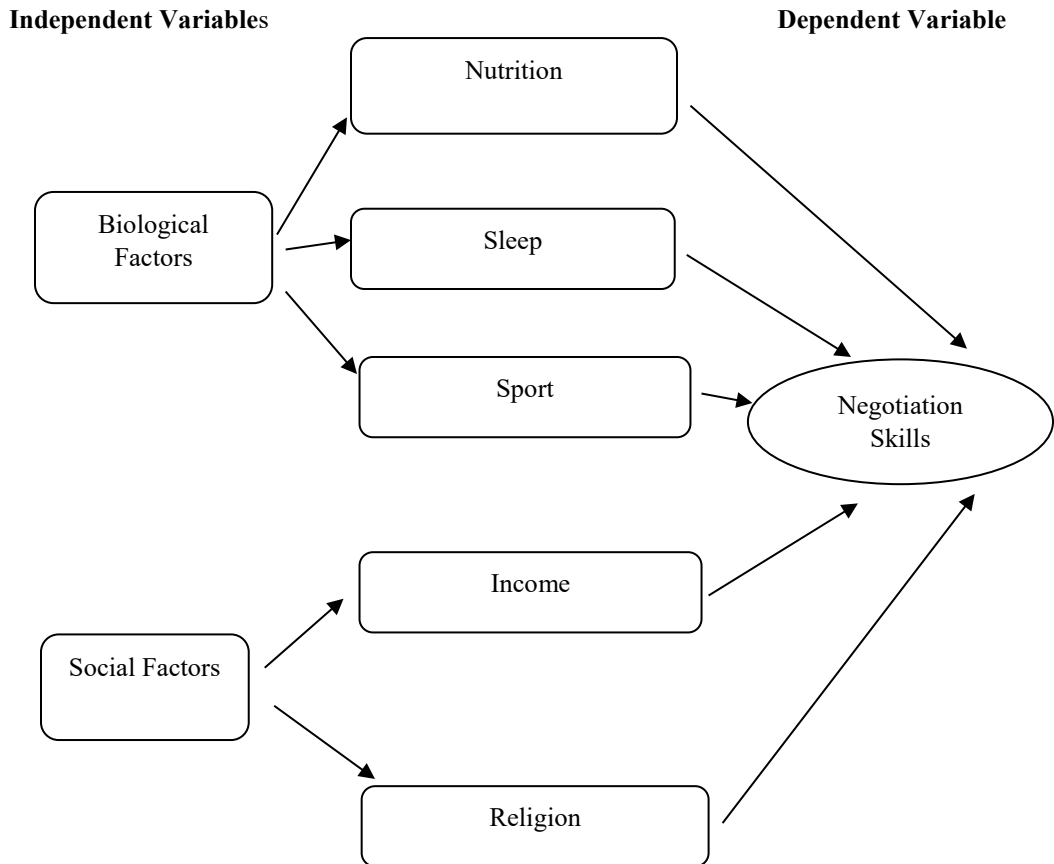 Independent Variables
Dependent Variable
Nutrition
Biological
Factors
Sleep
Sport
Negotiation
Skills
Income
Social Factors
Religion